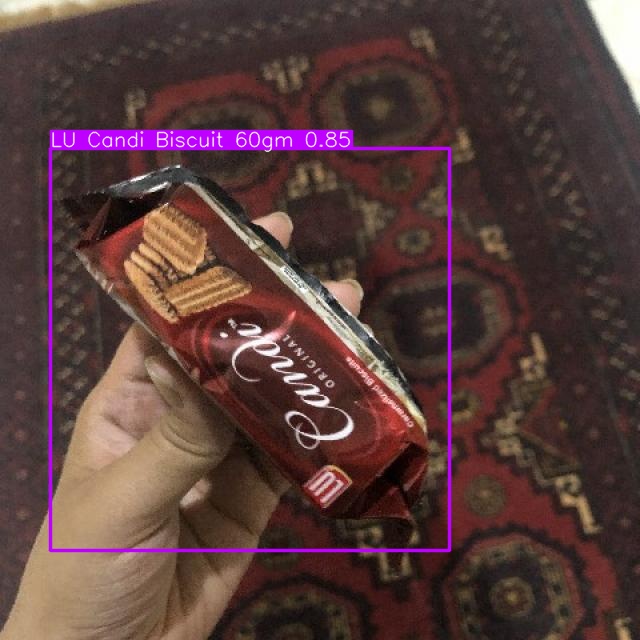 LU Candi Biscuit 60gm 0.85
Candi
ORIGINAL
Caramelised Biscuits
LU